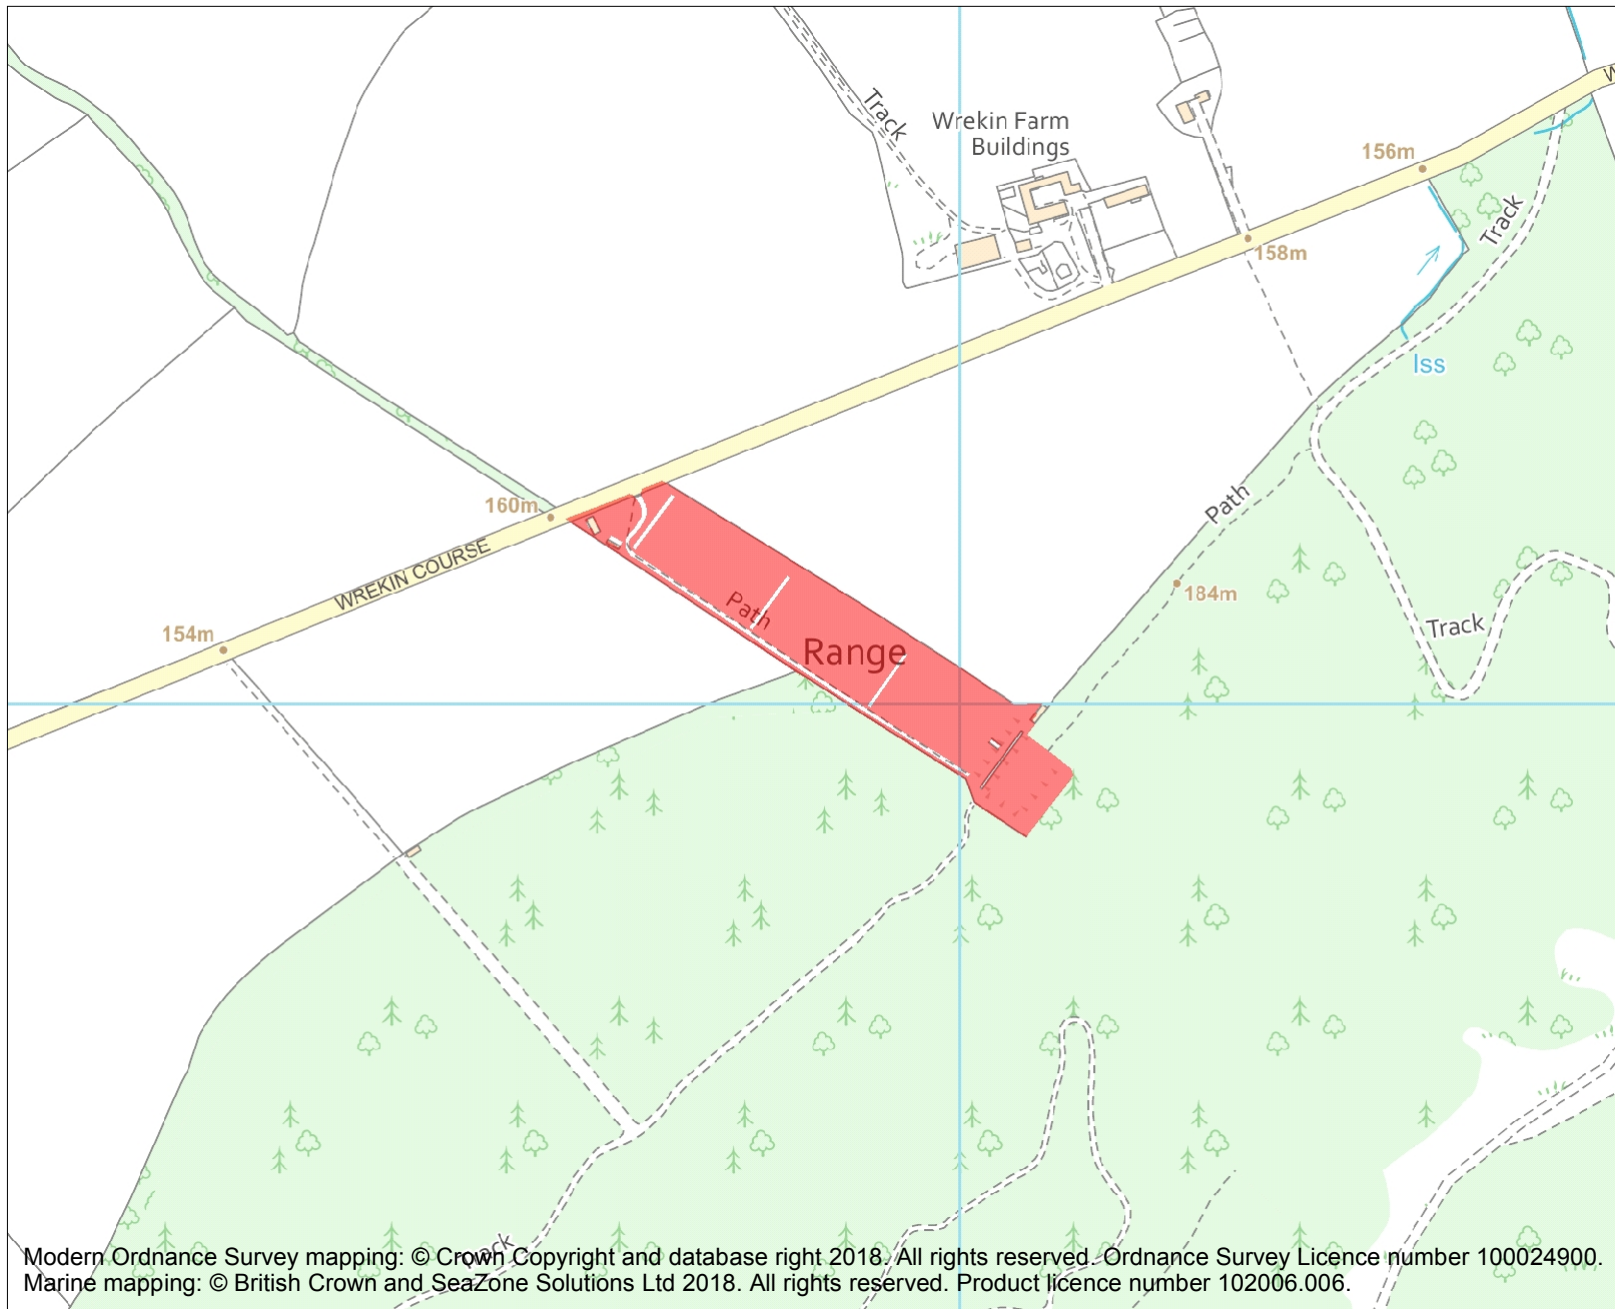 Track
Wrekin Farm
Buildings
W
156m
Track
158m
Iss
Path
160m
WREKIN COURSE
184m
Path
154m
Range
Track
Track
Modern Ordnance Survey mapping: © Crown Copyright and database right 2018. All rights reserved. Ordnance Survey Licence number 100024900.
Marine mapping: © British Crown and SeaZone Solutions Ltd 2018. All rights reserved. Product licence number 102006.006.